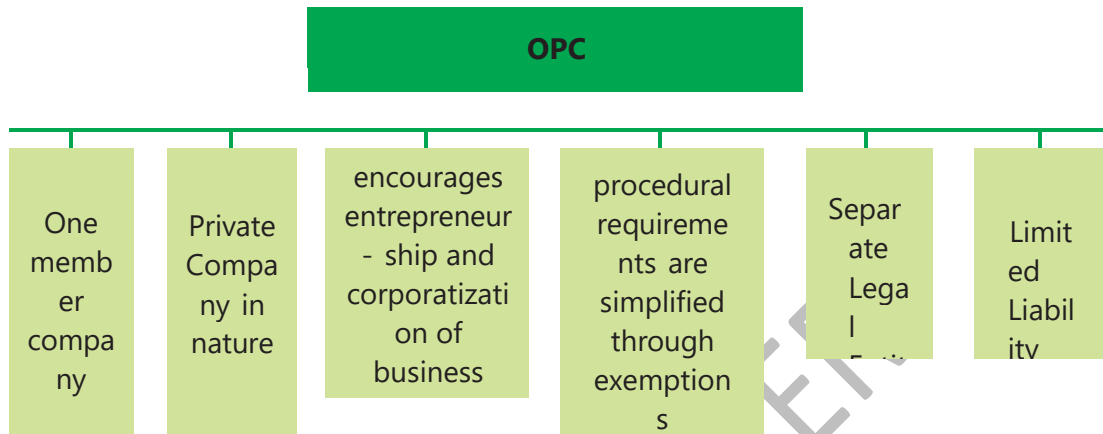 OPC
One
memb
er
compa
ny
Private
Compa
ny in
nature
encourages
entrepreneur
- ship and
corporatizati
on of
business
procedural
requireme
nts are
simplified
through
exemption
s
Separ
ate
Lega
l
Limit
ed
Liabil
ity